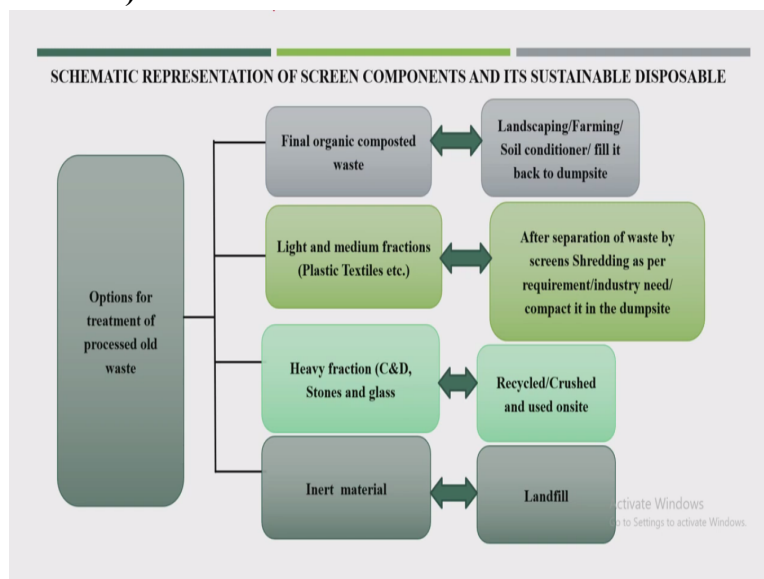 SCHEMATIC REPRESENTATION OF SCREEN COMPONENTS AND ITS SUSTAINABLE DISPOSABLE
Options for
treatment of
processed old
waste
Final organic composted
waste
Landscaping/Farming/
Soil conditioner/ fill it
back to dumpsite
Light and medium fractions
(Plastic Textiles etc.)
After separation of waste by
screens Shredding as per
requirement/industry need/
compact it in the dumpsite
Heavy fraction (C&D,
Stones and glass
Recycled/Crushed
and used onsite
Inert material
Landfill
ctivate Windows
o to Settings to activate Windows.